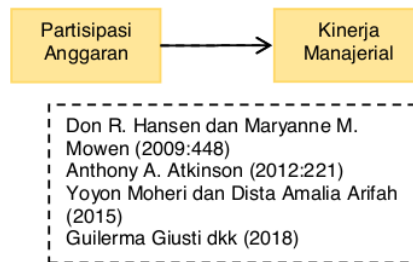 Partisipasi
Anggaran
Kinerja
Manajerial
Don R. Hansen dan Maryanne M.
Mowen (2009:448)
Anthony A. Atkinson (2012:221)
Yoyon Moheri dan Dista Amalia Arifah
(2015)
Guilerma Giusti dkk (2018)